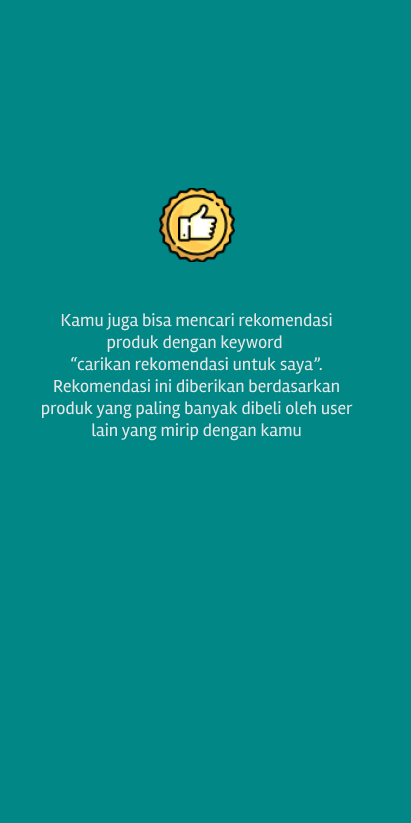 Kamu juga bisa mencari rekomendasi
produk dengan keyword
“carikan rekomendasi untuk saya”.
Rekomendasi ini diberikan berdasarkan
produk yang paling banyak dibeli oleh user
lain yang mirip dengan kamu